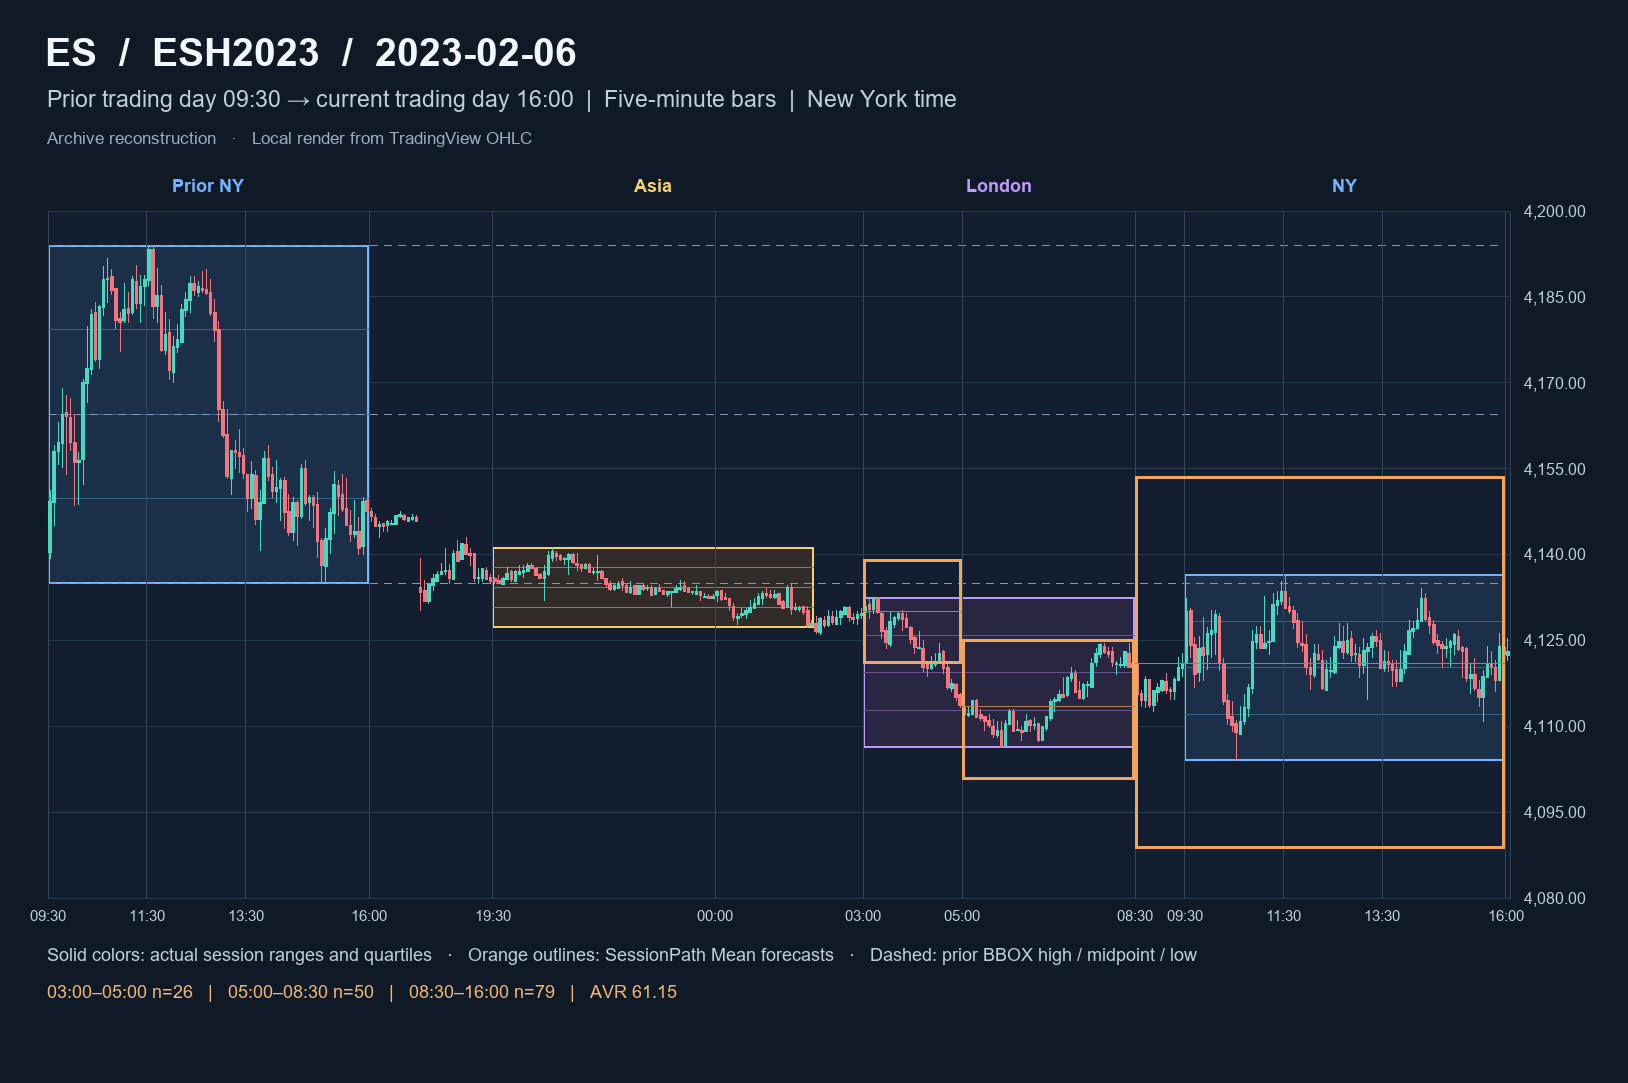 ES / ESH2023 / 2023-02-06
Prior trading day 09:30 → current trading day 16:00 | Five-minute bars | New York time
Archive reconstruction · Local render from TradingView OHLC
Prior NY Asia London NY
4,200.00
4,185.00
4,170.00
4,155.00
4,140.00
4,125.00
4,110.00
4,095.00
4,080.00
09:30 11:30 13:30 16:00 19:30 00:00 03:00 05:00 08:30 09:30 11:30 13:30 16:00
Solid colors: actual session ranges and quartiles · Orange outlines: SessionPath Mean forecasts · Dashed: prior BBOX high / midpoint / low
03:00–05:00 n=26 | 05:00–08:30 n=50 | 08:30–16:00 n=79 | AVR 61.15